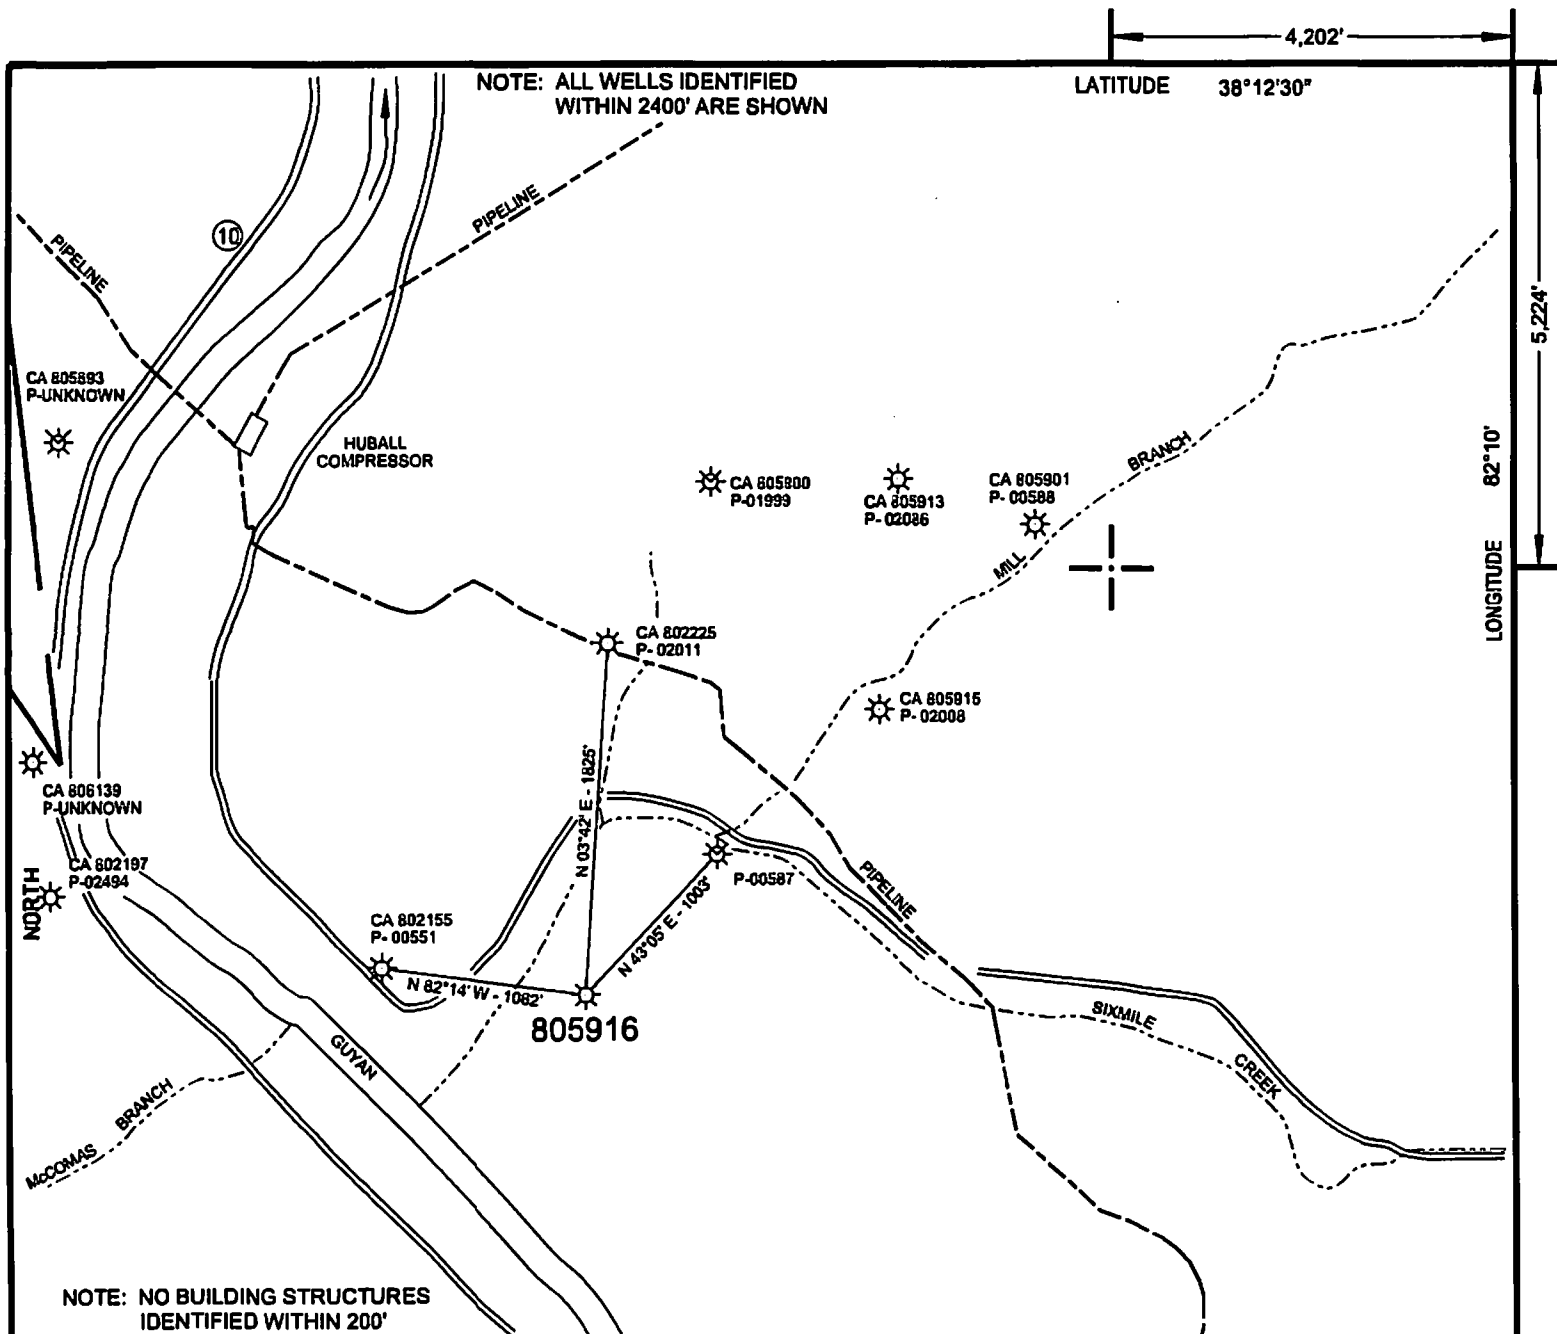 4,202'
NOTE: ALL WELLS IDENTIFIED
WITHIN 2400' ARE SHOWN
LATITUDE 38°12'30"
5,224'
PIPELINE
10
PIPELINE
CA 805893
P-UNKNOWN
HUBALL
COMPRESSOR
BRANCH
82°10'
CA 805900
P-01999
CA 805913
P- 02086
CA 805901
P- 00588
MILL
LONGITUDE
CA 802225
P- 02011
CA 805915
P- 02008
N 03°42' E - 1825'
CA 806139
P-UNKNOWN
CA 802197
P-02494
NORTH
P-00587
PIPELINE
CA 802155
P- 00551
N 43°05' E - 1003'
N 82°14' W - 1082'
805916
SIXMILE
GUYAN
CREEK
BRANCH
McCOMAS
NOTE: NO BUILDING STRUCTURES
IDENTIFIED WITHIN 200'